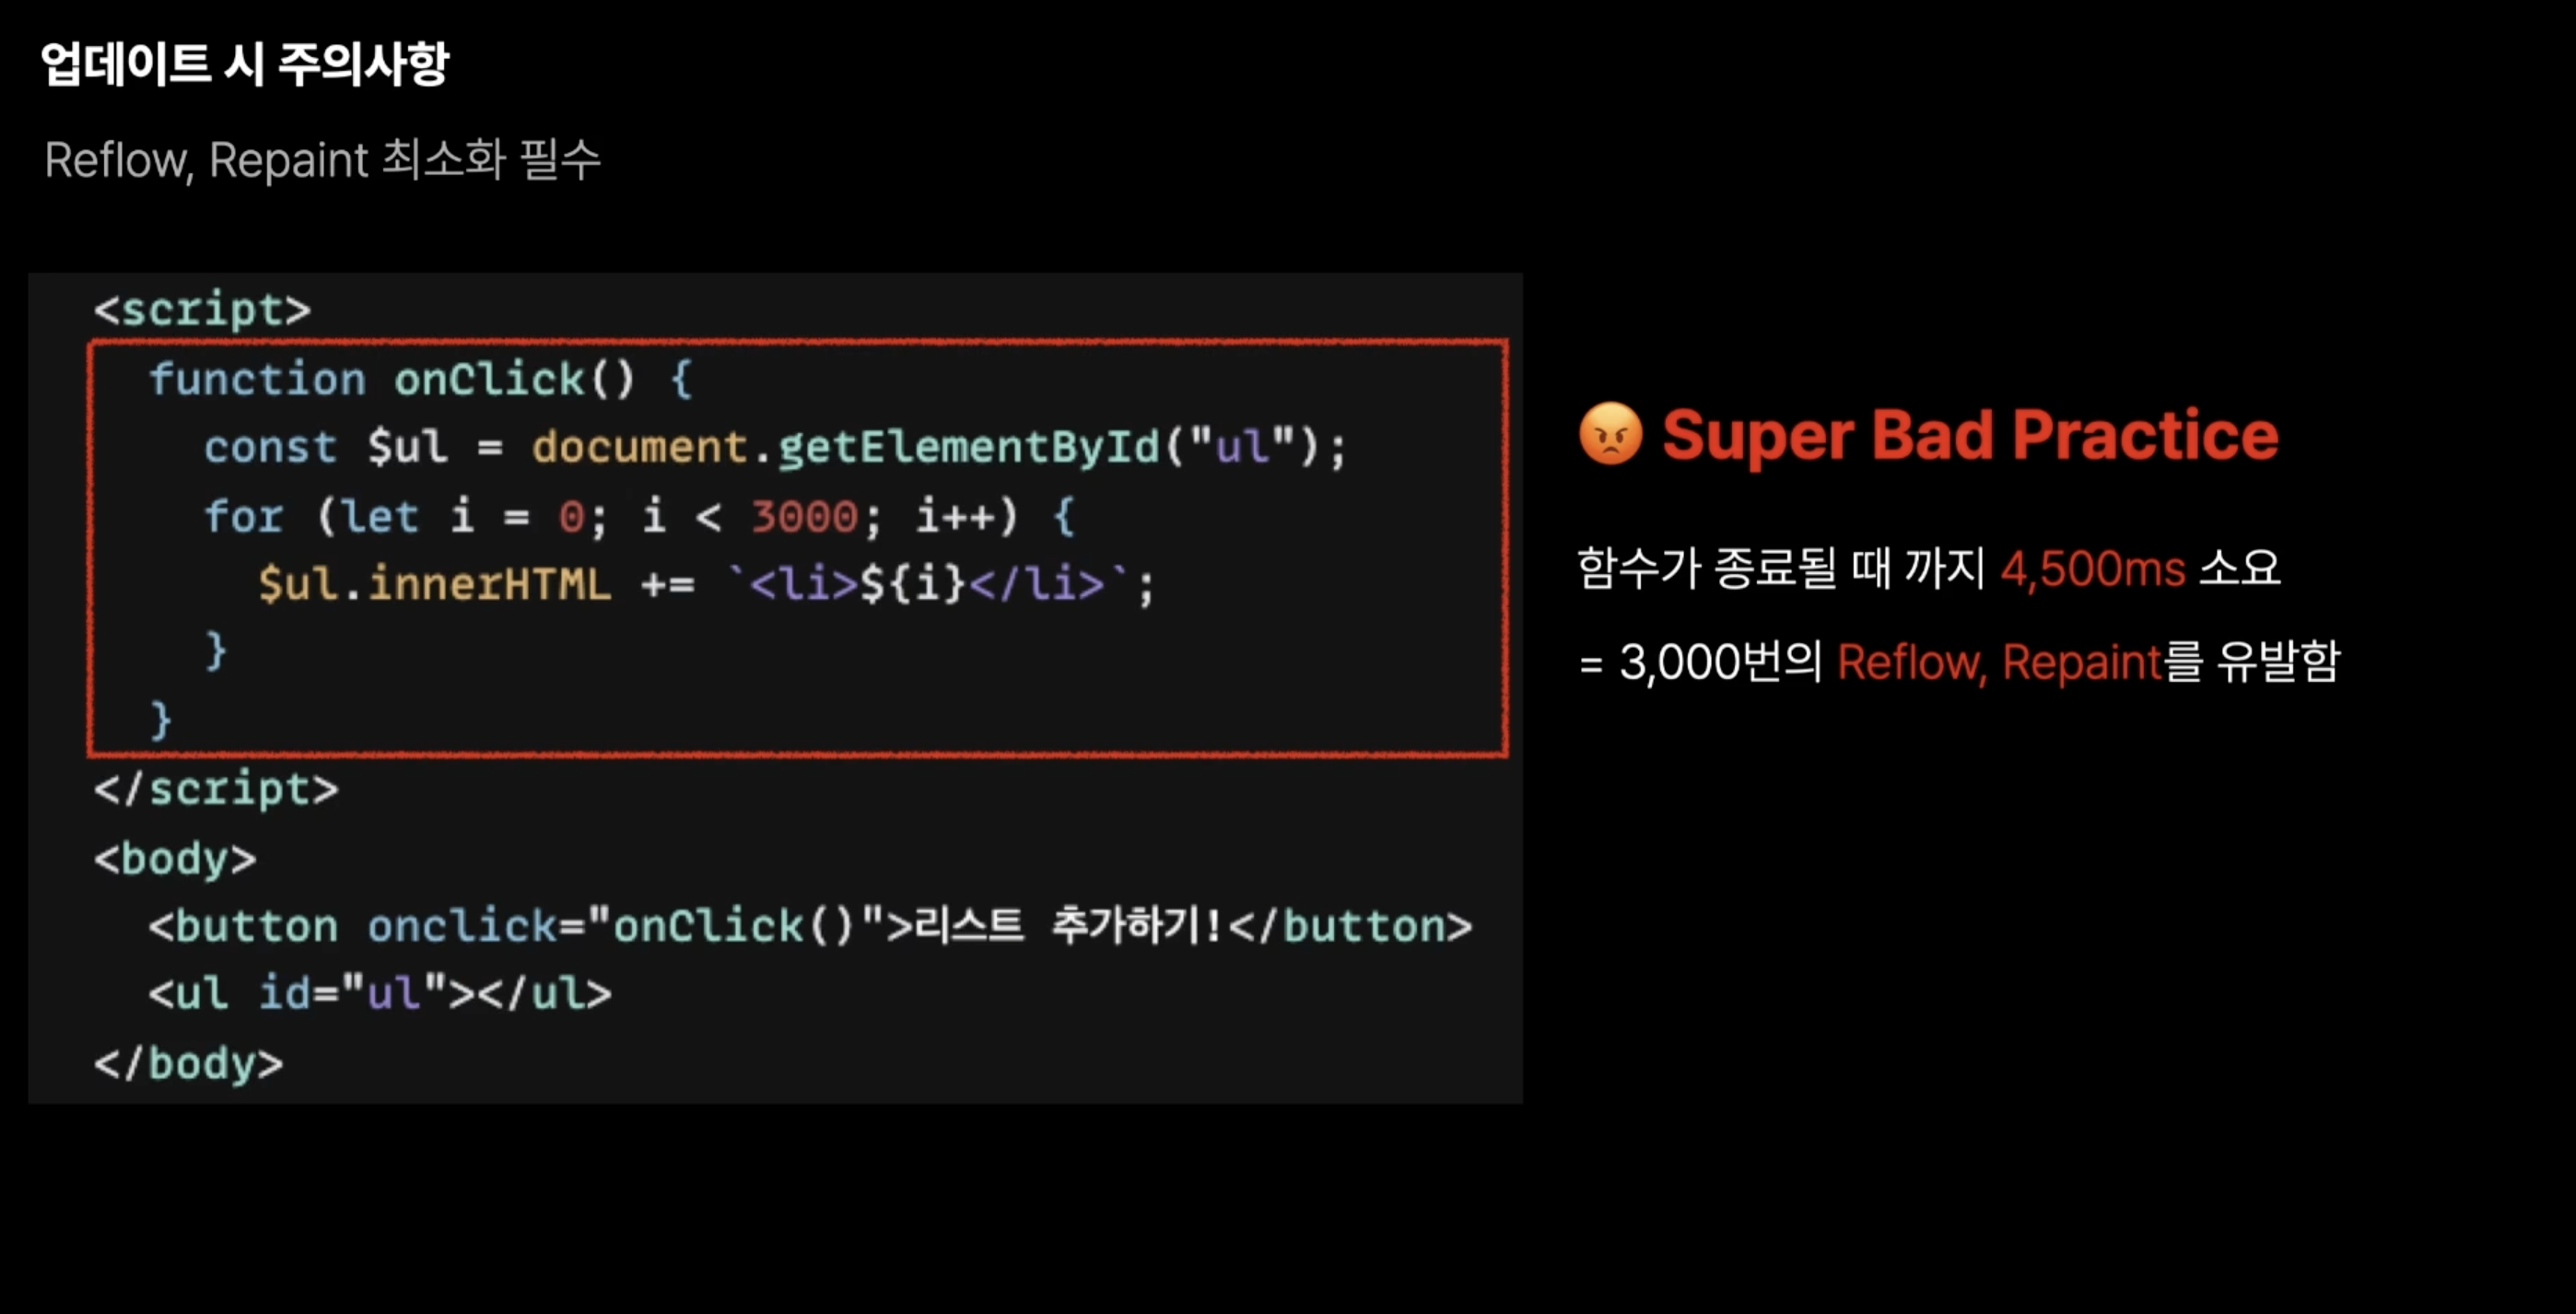 업데이트 시 주의사항
Reflow, Repaint 최소화 필수
<script>
function onClick() {
const $ul = document.getElementById("ul");
for (let i = 0; i < 3000; i++) {
$ul.innerHTML += `<li>${i}</li>`;
}
}
</script>
<body>
<button onclick="onClick()">리스트 추가하기!</button>
<ul id="ul"></ul>
</body>
😡 Super Bad Practice
함수가 종료될 때 까지 4,500ms 소요
= 3,000번의 Reflow, Repaint를 유발함